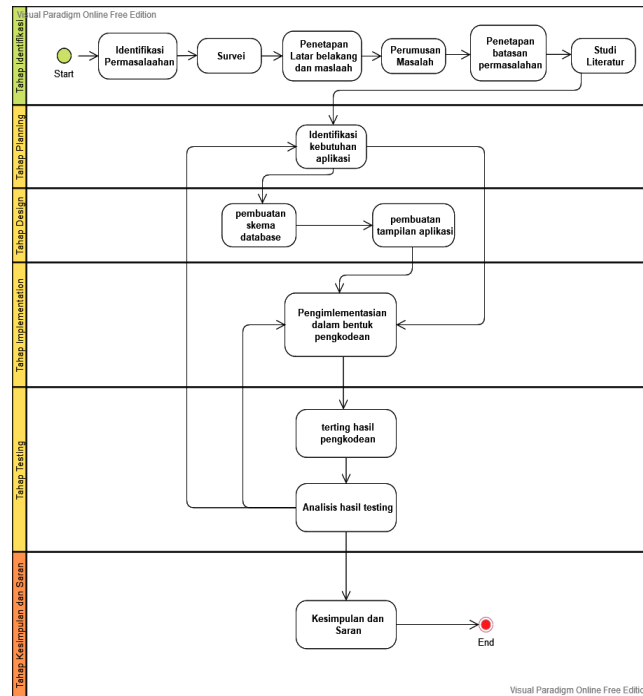 Visual Paradigm Online Free Edition
Tahap Identifikasi
Start
Identifikasi
Permasalaahan
Survei
Penetapan
Latar belakang
dan maslaah
Perumusan
Masalah
Penetapan
batasan
permasalahan
Studi
Literatur
Tahap Planning
Identifikasi
kebutuhan
aplikasi
Tahap Design
pembuatan
skema
database
pembuatan
tampilan aplikasi
Tahap Implementation
Pengimlementasian
dalam bentuk
pengkodean
Tahap Testing
terting hasil
pengkodean
Analisis hasil testing
Tahap Kesimpulan dan Saran
Kesimpulan dan
Saran
End
Visual Paradigm Online Free Editio